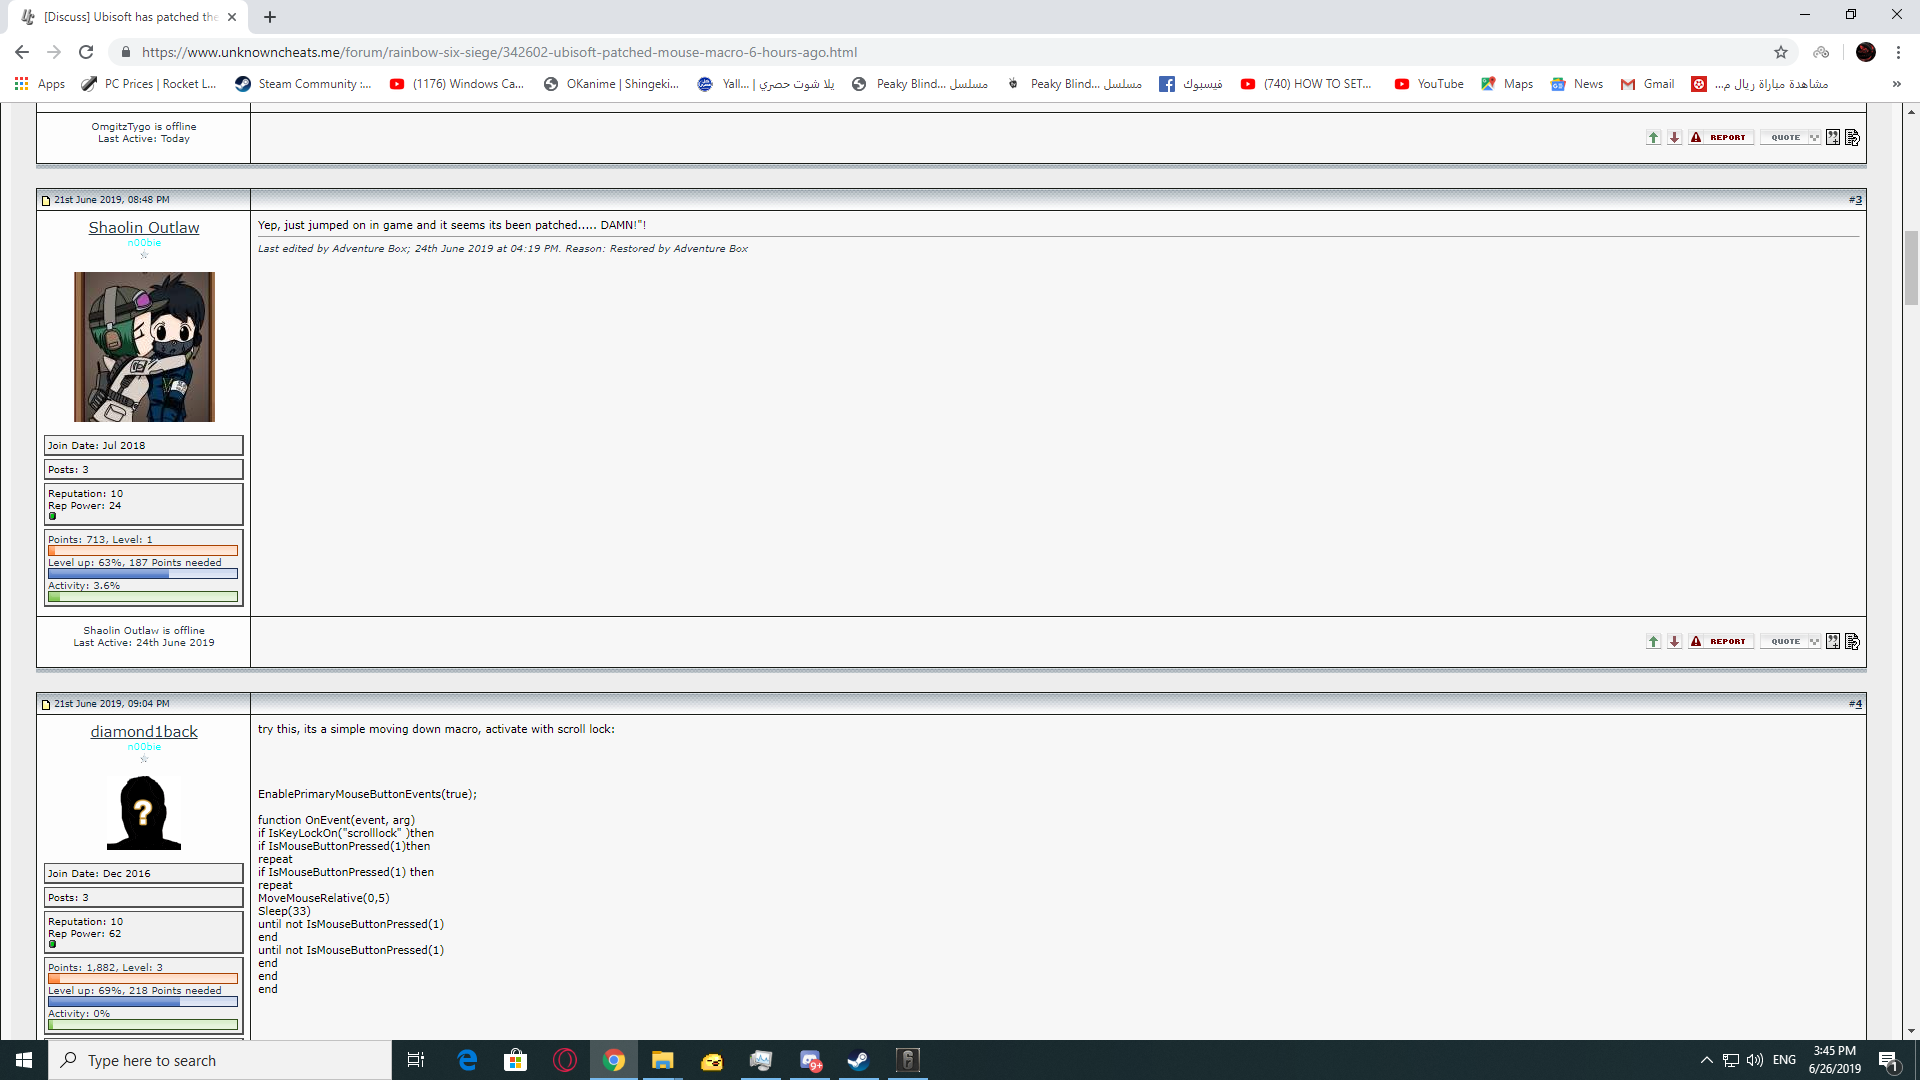 [Discuss] Ubisoft has patched the
https://www.unknowncheats.me/forum/rainbow-six-siege/342602-ubisoft-patched-mouse-macro-6-hours-ago.html
Apps PC Prices | Rocket L... Steam Community :... (1176) Windows Ca... OKanime | Shingeki... يلا شوت حصري | ...Yall Peaky Blind... مسلسل Peaky Blind... مسلسل فيسبوك (740) HOW TO SET... YouTube Maps News Gmail مشاهدة مباراة ريال م... »
OmgitzTygo is offline
Last Active: Today
REPORT QUOTE
21st June 2019, 08:48 PM #3
Shaolin Outlaw
n00bie
Yep, just jumped on in game and it seems its been patched..... DAMN!"!
Last edited by Adventure Box; 24th June 2019 at 04:19 PM. Reason: Restored by Adventure Box
Join Date: Jul 2018
Posts: 3
Reputation: 10
Rep Power: 24
Points: 713, Level: 1
Level up: 63%, 187 Points needed
Activity: 3.6%
Shaolin Outlaw is offline
Last Active: 24th June 2019
REPORT QUOTE
21st June 2019, 09:04 PM #4
diamond1back
n00bie
Join Date: Dec 2016
Posts: 3
Reputation: 10
Rep Power: 62
Points: 1,882, Level: 3
Level up: 69%, 218 Points needed
Activity: 0%
try this, its a simple moving down macro, activate with scroll lock:
EnablePrimaryMouseButtonEvents(true);
function OnEvent(event, arg)
if IsKeyLockOn("scrolllock" )then
if IsMouseButtonPressed(1)then
repeat
if IsMouseButtonPressed(1) then
repeat
MoveMouseRelative(0,5)
Sleep(33)
until not IsMouseButtonPressed(1)
end
until not IsMouseButtonPressed(1)
end
end
end
Type here to search
9+
ENG
3:45 PM
6/26/2019
1